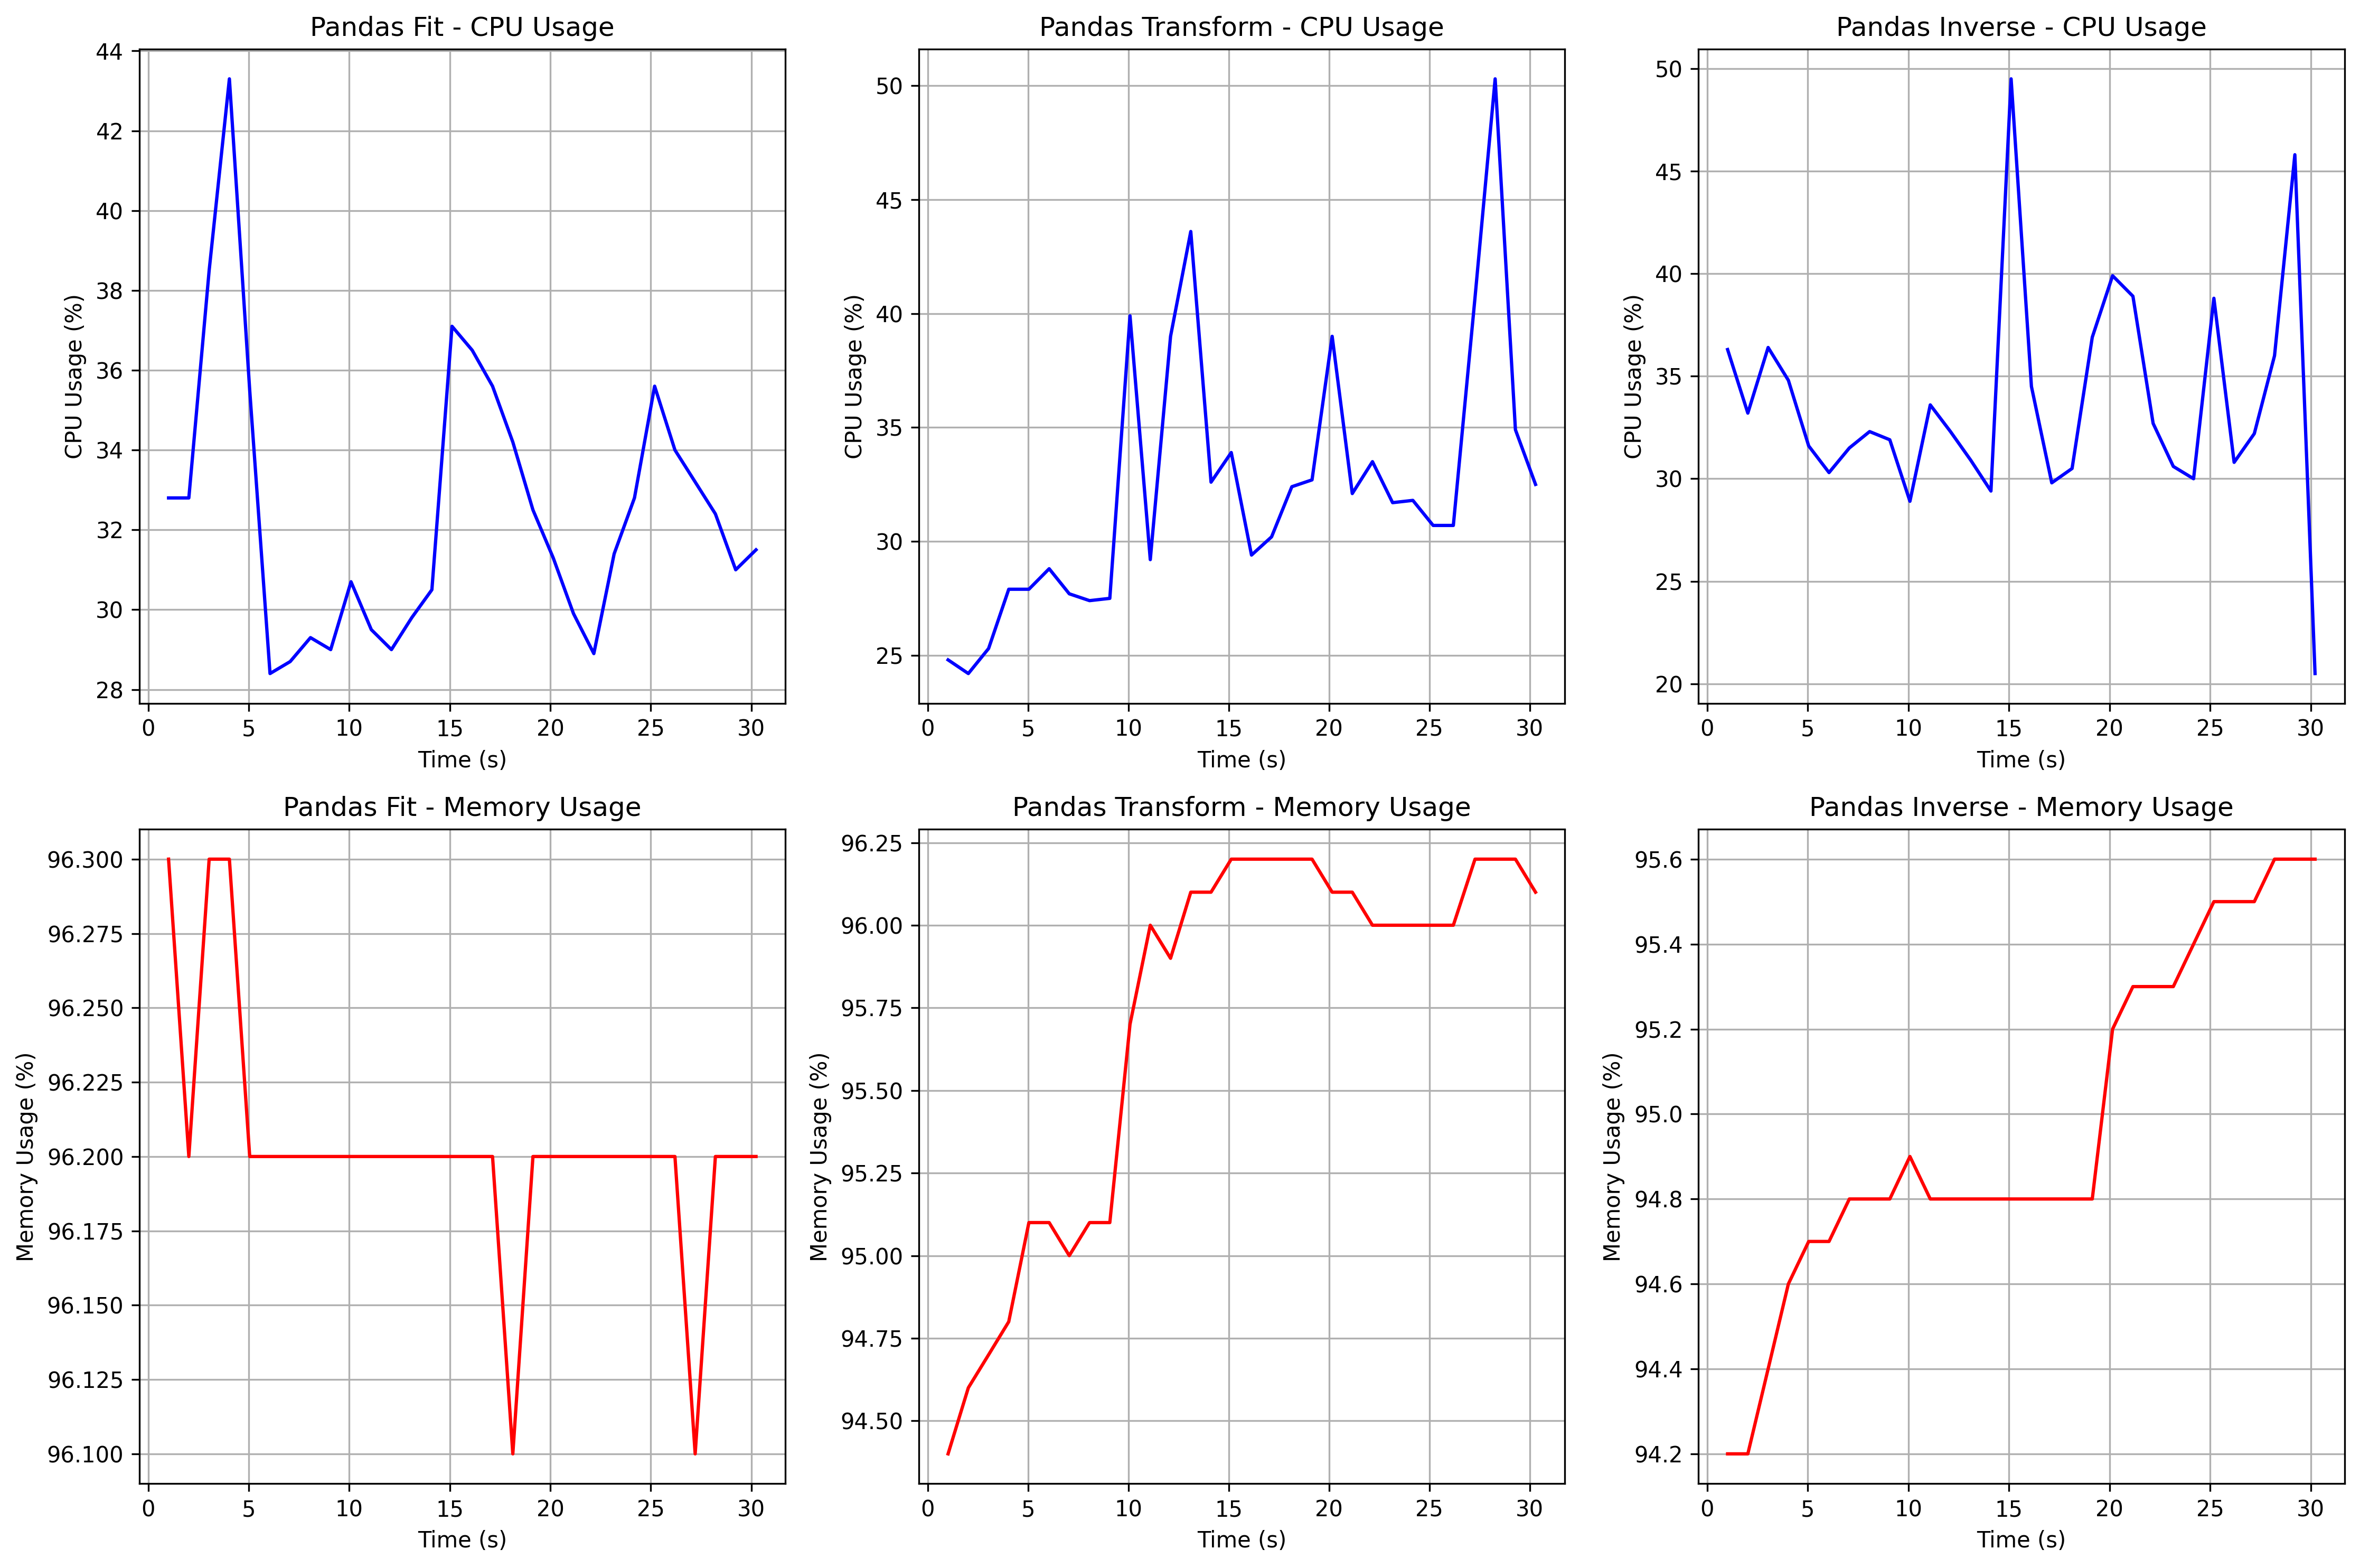 Pandas Fit - CPU Usage
44
42
40
38
36
34
32
30
28
CPU Usage (%)
0 5 10 15 20 25 30
Time (s)
Pandas Transform - CPU Usage
50
45
40
35
30
25
CPU Usage (%)
0 5 10 15 20 25 30
Time (s)
Pandas Inverse - CPU Usage
50
45
40
35
30
25
20
CPU Usage (%)
0 5 10 15 20 25 30
Time (s)
Pandas Fit - Memory Usage
96.300
96.275
96.250
96.225
96.200
96.175
96.150
96.125
96.100
Memory Usage (%)
0 5 10 15 20 25 30
Time (s)
Pandas Transform - Memory Usage
96.25
96.00
95.75
95.50
95.25
95.00
94.75
94.50
Memory Usage (%)
0 5 10 15 20 25 30
Time (s)
Pandas Inverse - Memory Usage
95.6
95.4
95.2
95.0
94.8
94.6
94.4
94.2
Memory Usage (%)
0 5 10 15 20 25 30
Time (s)